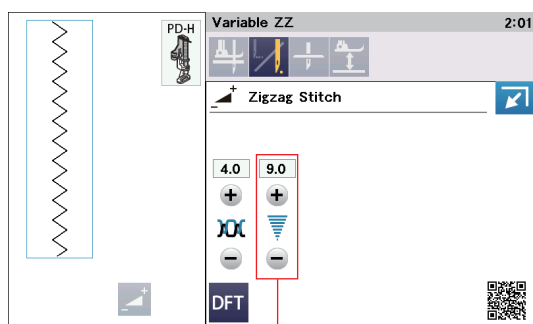 PD-H
Variable ZZ 2:01
Zigzag Stitch
4.0 9.0
DFT